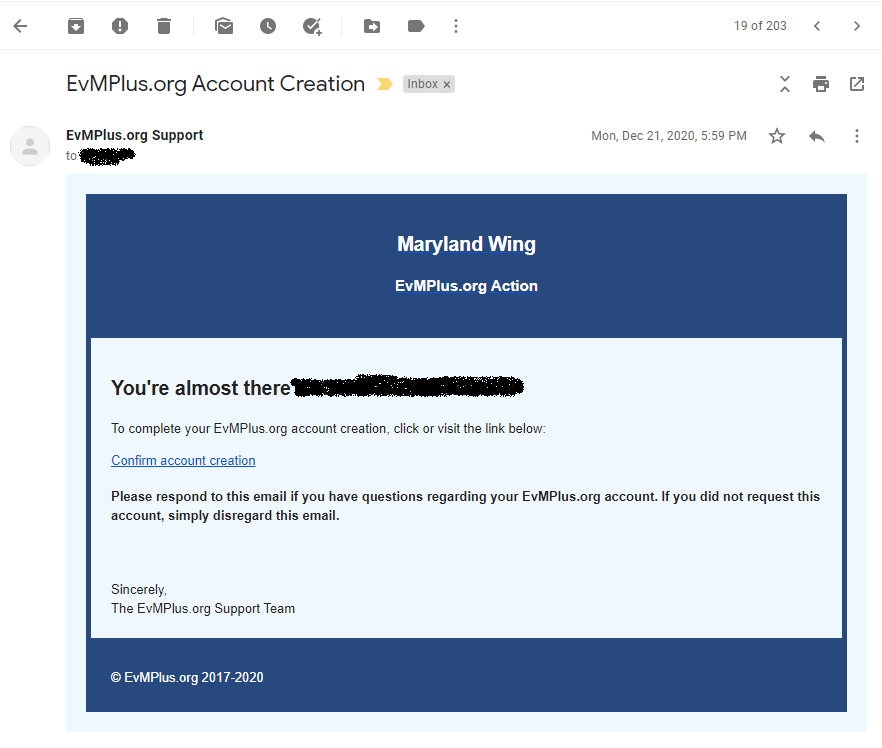 19 of 203
EvMPlus.org Account Creation
Inbox x
EvMPlus.org Support
Mon, Dec 21, 2020, 5:59 PM
to
Maryland Wing
EvMPlus.org Action
You're almost there
To complete your EvMPlus.org account creation, click or visit the link below:
Confirm account creation
Please respond to this email if you have questions regarding your EvMPlus.org account. If you did not request this
account, simply disregard this email.
Sincerely,
The EvMPlus.org Support Team
© EvMPlus.org 2017-2020